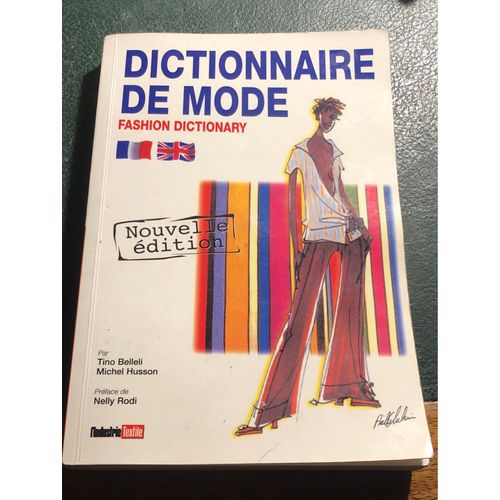 DICTIONNAIRE
DE MODE
FASHION DICTIONARY
Nouvelle
édition
Par
Tino Belleli
Michel Husson
Préface de
Nelly Rodi
l'Industrie Textile